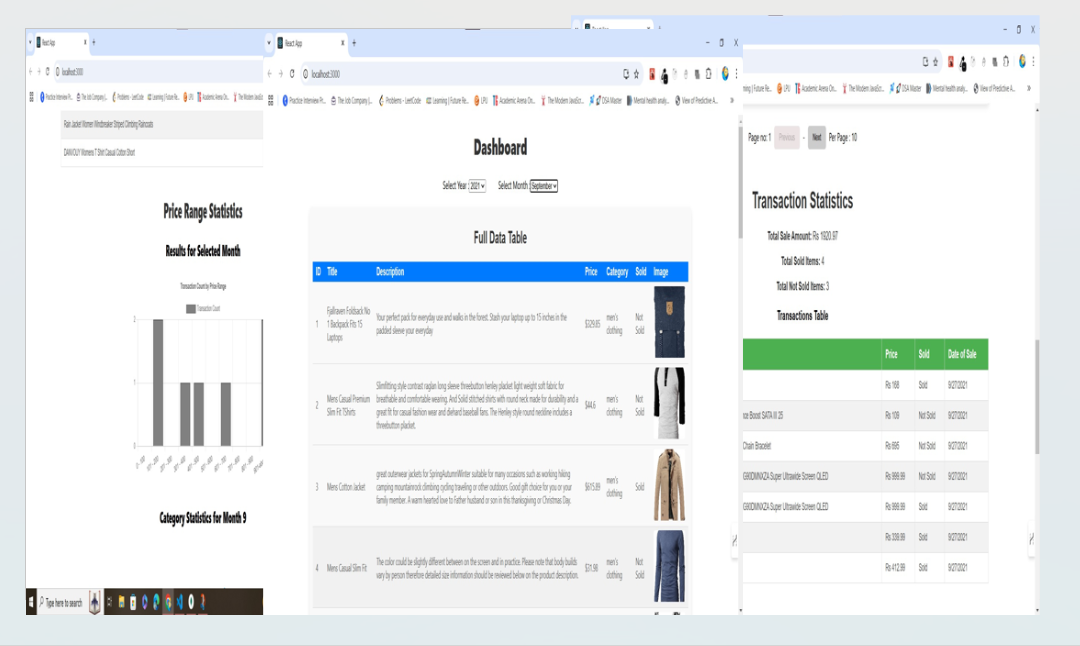 React App
localhost:3000
Practice Interview Pr.. The Job Company |.. Problems - LeetCode Learning | Future Re.. LPU Academic Arena On.. The Modern JavaSc
Rain Jacket Women Windbreaker Striped Climbing Raincoats
DANVOUY Womens T Shirt Casual Cotton Short
Price Range Statistics
Results for Selected Month
Transaction Count by Price Range
Transaction Count
2
1
0
Category Statistics for Month 9
Type here to search
React App
localhost:3000
Practice Interview Pr.. The Job Company |.. Problems - LeetCode Learning | Future Re.. LPU Academic Arena On.. The Modern JavaSc.. DSA Master Mental health analy.. View of Predictive A..
Dashboard
Select Year: 2021 Select Month: September
Full Data Table
ID Title Description Price Category Sold Image
1 Fjallraven Foldsack No 1 Backpack Fits 15 Laptops
Your perfect pack for everyday use and walks in the forest. Stash your laptop up to 15 inches in the
padded sleeve your everyday
$329.85 men's clothing Not Sold
2 Mens Casual Premium Slim Fit TShirts
Slimfitting style contrast raglan long sleeve threebutton henley placket light weight soft fabric for
breathable and comfortable wearing. And Solid stitched shirts with round neck made for durability and a
great fit for casual fashion wear and diehard baseball fans. The Henley style round neckline includes a
threebutton placket.
$44.6 men's clothing Not Sold
3 Mens Cotton Jacket
great outerwear jackets for SpringAutumnWinter suitable for many occasions such as working hiking
camping mountainrock climbing cycling traveling or other outdoors. Good gift choice for you or your
family member. A warm hearted love to Father husband or son in this thanksgiving or Christmas Day.
$615.89 men's clothing Sold
4 Mens Casual Slim Fit
The color could be slightly different between on the screen and in practice. Please note that body builds
vary by person therefore detailed size information should be reviewed below on the product description.
$31.98 men's clothing Not Sold
ning | Future Re.. LPU Academic Arena On.. The Modern JavaSc.. DSA Master Mental health analy.. View of Predictive A..
Page no: 1 Previous - Next Per Page : 10
Transaction Statistics
Total Sale Amount: Rs 1920.97
Total Sold Items: 4
Total Not Sold Items: 3
Transactions Table
Price Sold Date of Sale
Rs 168 Sold 9/27/2021
nce Boost SATA III 25 Rs 109 Not Sold 9/27/2021
Chain Bracelet Rs 695 Not Sold 9/27/2021
G90DMNXZA Super Ultrawide Screen QLED Rs 999.99 Not Sold 9/27/2021
G90DMNXZA Super Ultrawide Screen QLED Rs 999.99 Sold 9/27/2021
Rs 339.99 Sold 9/27/2021
Rs 412.99 Sold 9/27/2021